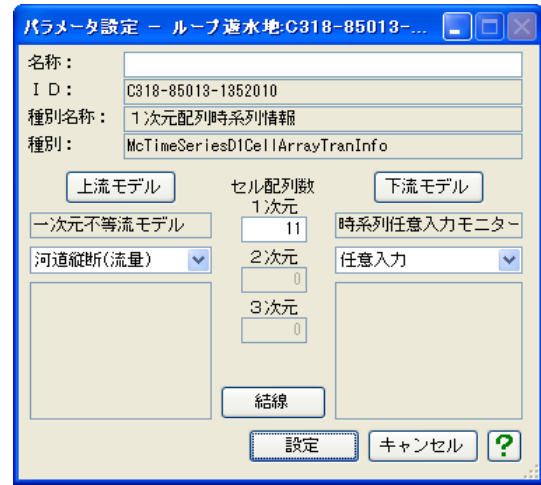 パラメータ設定 － ループ遊水地:C318-85013-...
名称：
ＩＤ：
C318-85013-1352010
種別名称：
１次元配列時系列情報
種別：
McTimeSeriesD1CellArrayTranInfo
上流モデル
セル配列数
下流モデル
１次元
一次元不等流モデル
11
時系列任意入力モニター
河道縦断(流量)
２次元
任意入力
0
３次元
0
結線
設定
キャンセル
?